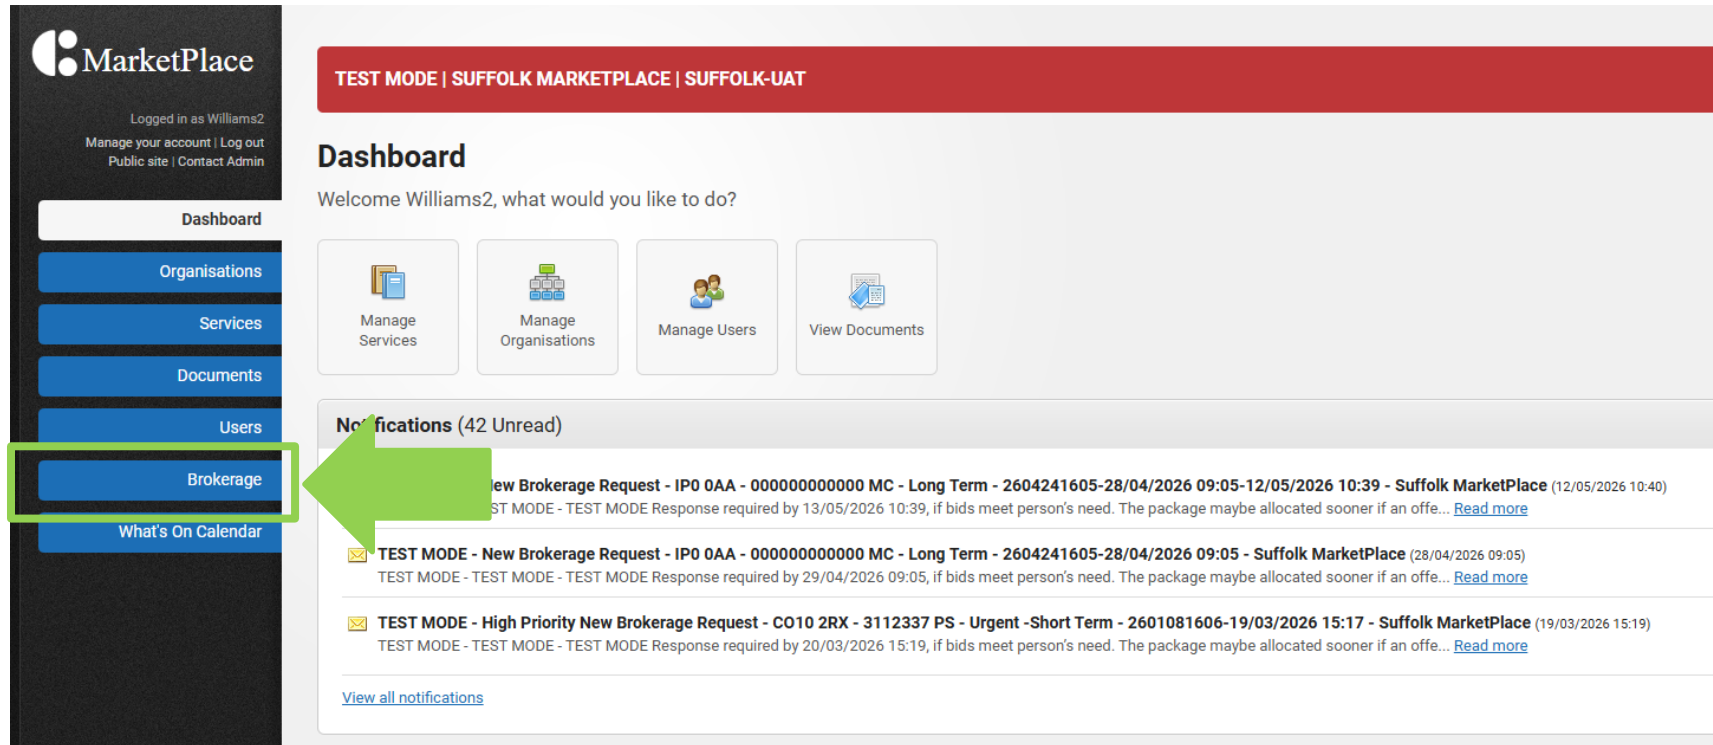 MarketPlace
Logged in as Williams2
Manage your account | Log out
Public site | Contact Admin
Dashboard
Organisations
Services
Documents
Users
Brokerage
What's On Calendar
TEST MODE | SUFFOLK MARKETPLACE | SUFFOLK-UAT
Dashboard
Welcome Williams2, what would you like to do?
Manage
Services
Manage
Organisations
Manage Users
View Documents
Notifications (42 Unread)
Brokerage Request - IP0 0AA - 000000000000 MC - Long Term - 2604241605-28/04/2026 09:05-12/05/2026 10:39 - Suffolk MarketPlace (12/05/2026 10:40)
MODE - TEST MODE Response required by 13/05/2026 10:39, if bids meet person's need. The package maybe allocated sooner if an offe... Read more
TEST MODE - New Brokerage Request - IP0 0AA - 000000000000 MC - Long Term - 2604241605-28/04/2026 09:05 - Suffolk MarketPlace (28/04/2026 09:05)
TEST MODE - TEST MODE - TEST MODE Response required by 29/04/2026 09:05, if bids meet person's need. The package maybe allocated sooner if an offe... Read more
TEST MODE - High Priority New Brokerage Request - CO10 2RX - 3112337 PS - Urgent -Short Term - 2601081606-19/03/2026 15:17 - Suffolk MarketPlace (19/03/2026 15:19)
TEST MODE - TEST MODE - TEST MODE Response required by 20/03/2026 15:19, if bids meet person's need. The package maybe allocated sooner if an offe... Read more
View all notifications